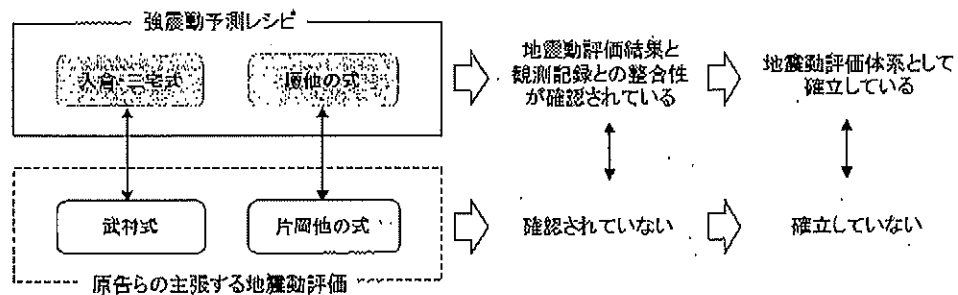 強震動予測レシピ
入倉・三宅式
壇他の式
地震動評価結果と
観測記録との整合性
が確認されている
地震動評価体系として
確立している
武村式
片岡他の式
確認されていない
確立していない
原告らの主張する地震動評価